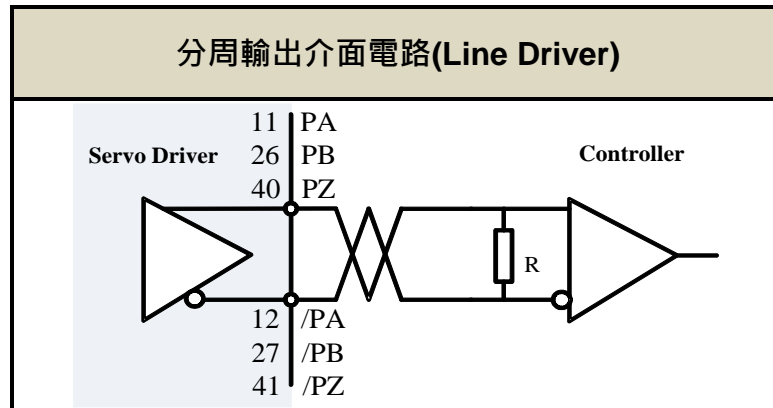 分周輸出介面電路(Line Driver)
11 PA
Servo Driver 26 PB Controller
40 PZ
R
12 /PA
27 /PB
41 /PZ